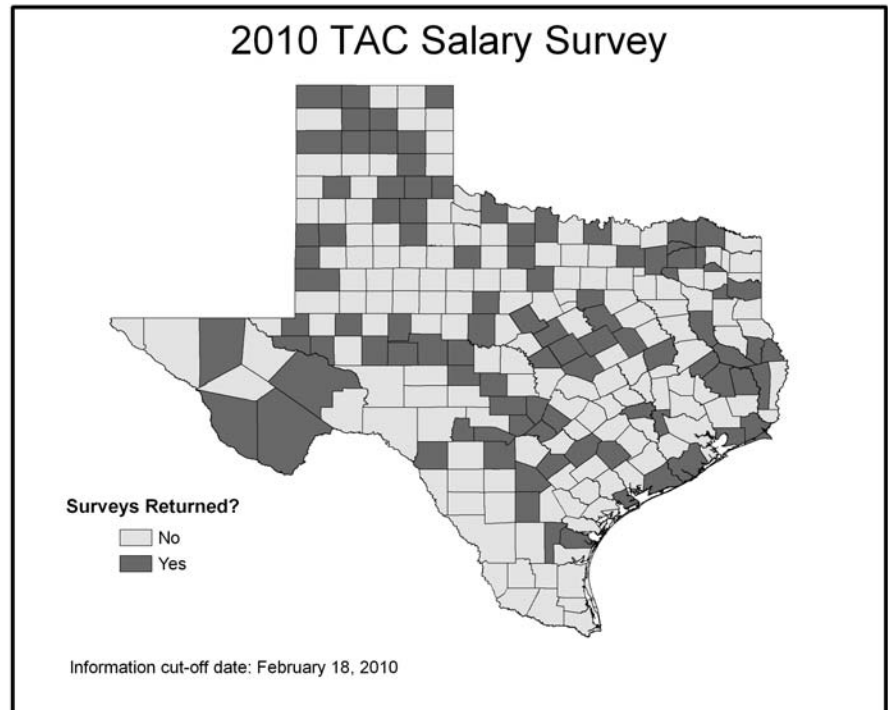 2010 TAC Salary Survey
Surveys Returned?
No
Yes
Information cut-off date: February 18, 2010